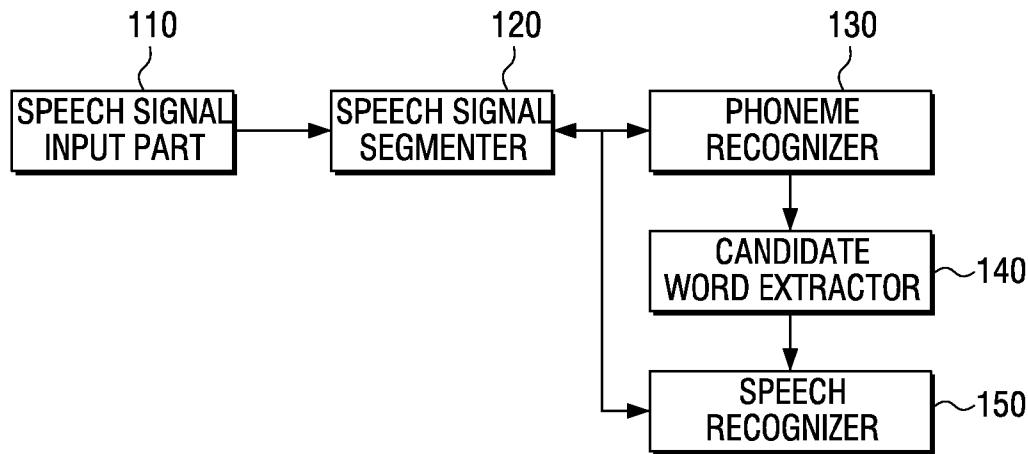 110
120
130
SPEECH SIGNAL
INPUT PART
SPEECH SIGNAL
SEGMENTER
PHONEME
RECOGNIZER
CANDIDATE
WORD EXTRACTOR
140
SPEECH
RECOGNIZER
150